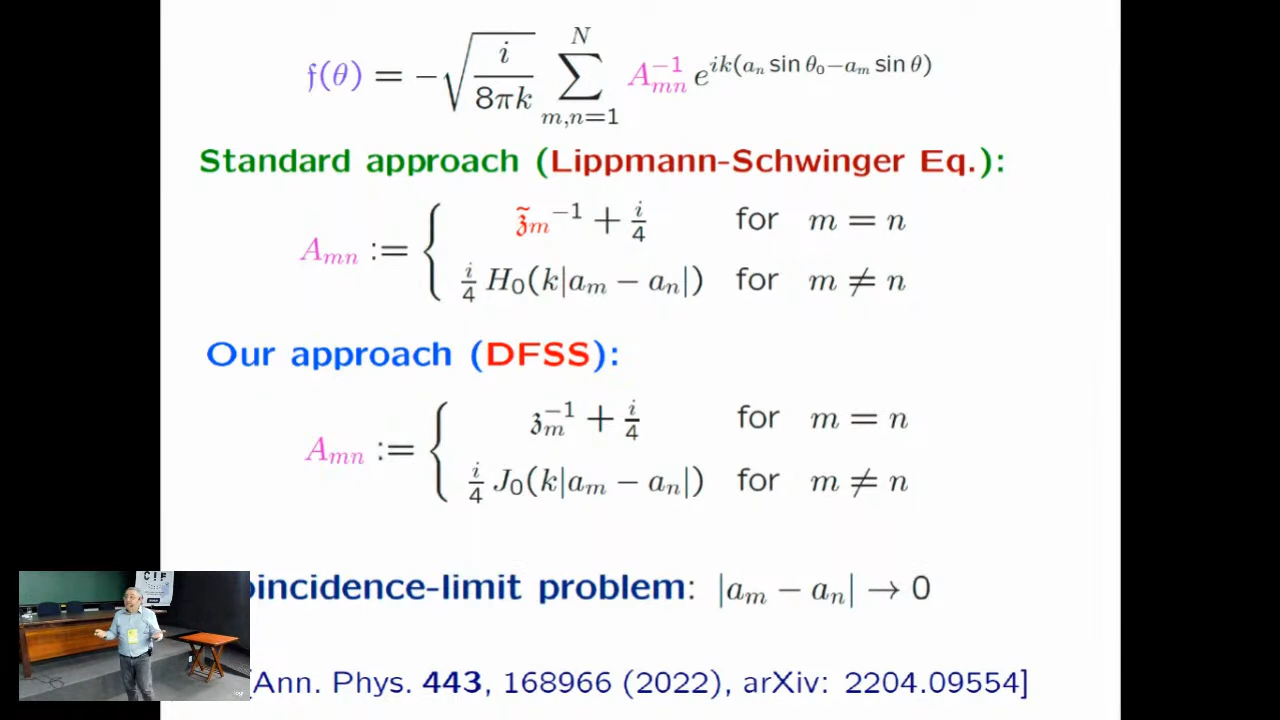 𝔣(θ) = −√(i/8πk) ∑_{m,n=1}^{N} A_{mn}^{−1} e^{ik(a_n sin θ_0 − a_m sin θ)}
Standard approach (Lippmann-Schwinger Eq.):
A_{mn} := { 𝔷̃_m^{−1} + i/4 for m = n
i/4 H_0(k|a_m − a_n|) for m ≠ n
Our approach (DFSS):
A_{mn} := { 𝔷_m^{−1} + i/4 for m = n
i/4 J_0(k|a_m − a_n|) for m ≠ n
oincidence-limit problem: |a_m − a_n| → 0
[Ann. Phys. 443, 168966 (2022), arXiv: 2204.09554]